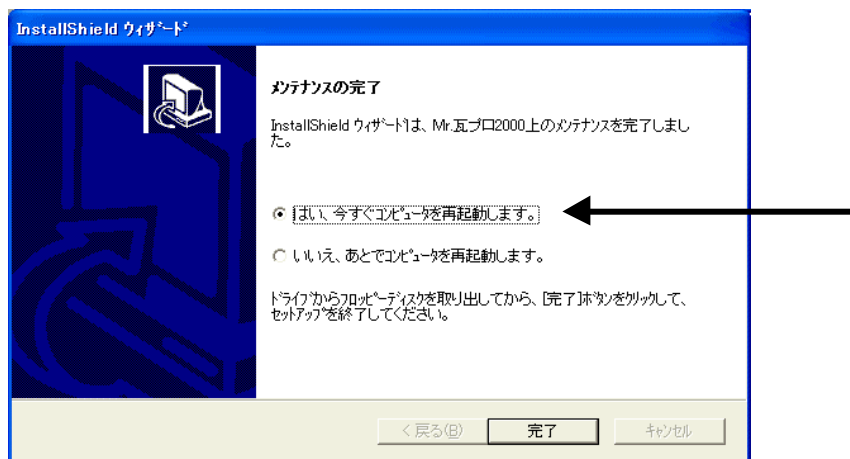 InstallShield ウィザード
メンテナンスの完了
InstallShield ウィザードは、Mr.瓦プロ2000上のメンテナンスを完了しまし
た。
はい、今すぐコンピュータを再起動します。
いいえ、あとでコンピュータを再起動します。
ドライブからフロッピーディスクを取り出してから、[完了]ボタンをクリックして、
セットアップを終了してください。
< 戻る(B)
完了
キャンセル